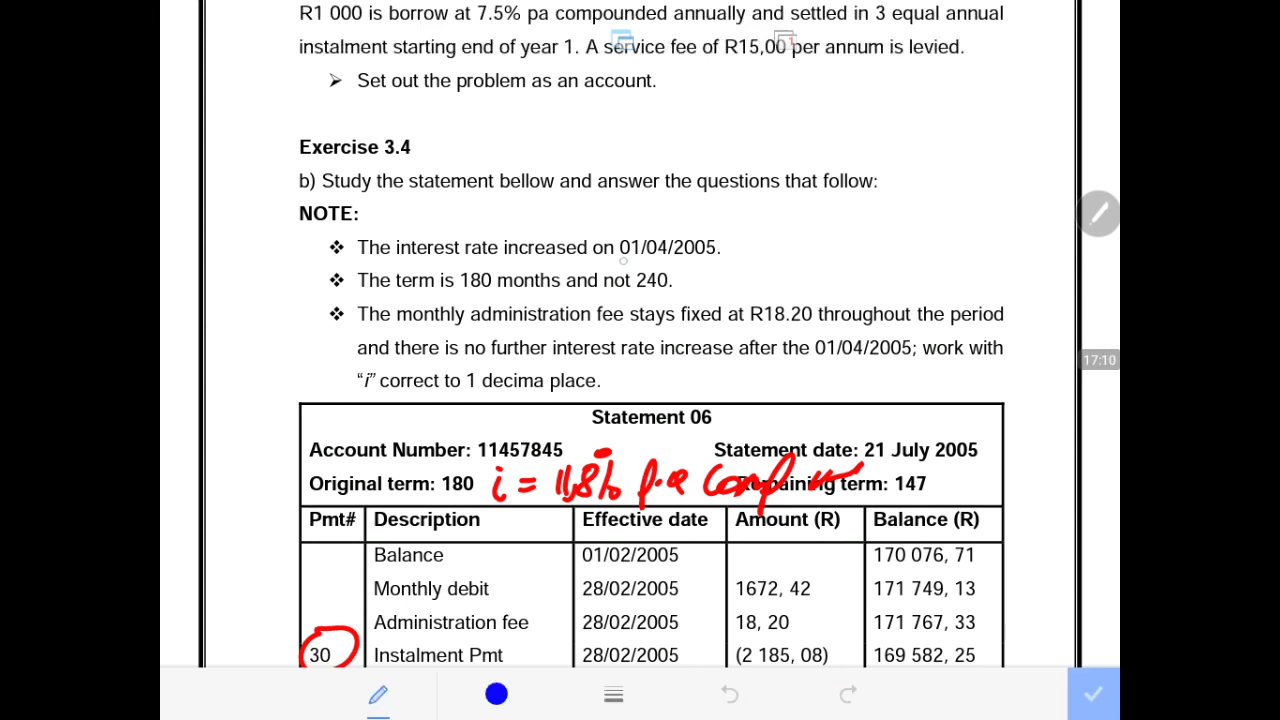 R1 000 is borrow at 7.5% pa compounded annually and settled in 3 equal annual
instalment starting end of year 1. A service fee of R15,00 per annum is levied.
➢ Set out the problem as an account.
Exercise 3.4
b) Study the statement bellow and answer the questions that follow:
NOTE:
❖ The interest rate increased on 01/04/2005.
❖ The term is 180 months and not 240.
❖ The monthly administration fee stays fixed at R18.20 throughout the period
and there is no further interest rate increase after the 01/04/2005; work with
"i" correct to 1 decima place.
17:10
Statement 06
Account Number: 11457845 Statement date: 21 July 2005
Original term: 180 Remaining term: 147
i = 11,8% p.a comp
Pmt# Description Effective date Amount (R) Balance (R)
Balance 01/02/2005 170 076, 71
Monthly debit 28/02/2005 1672, 42 171 749, 13
Administration fee 28/02/2005 18, 20 171 767, 33
30 Instalment Pmt 28/02/2005 (2 185, 08) 169 582, 25